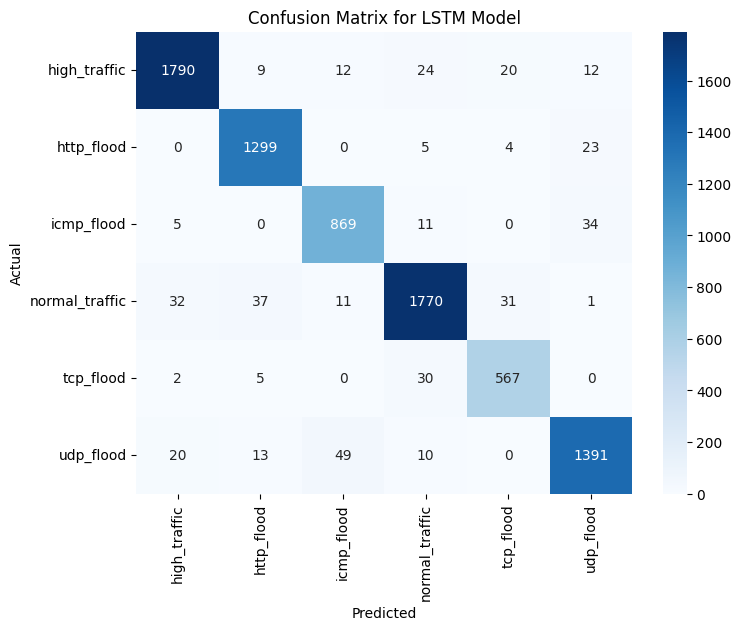 Confusion Matrix for LSTM Model
high_traffic 1790 9 12 24 20 12
http_flood 0 1299 0 5 4 23
icmp_flood 5 0 869 11 0 34
normal_traffic 32 37 11 1770 31 1
tcp_flood 2 5 0 30 567 0
udp_flood 20 13 49 10 0 1391
Actual
high_traffic http_flood icmp_flood normal_traffic tcp_flood udp_flood
Predicted
1600
1400
1200
1000
800
600
400
200
0